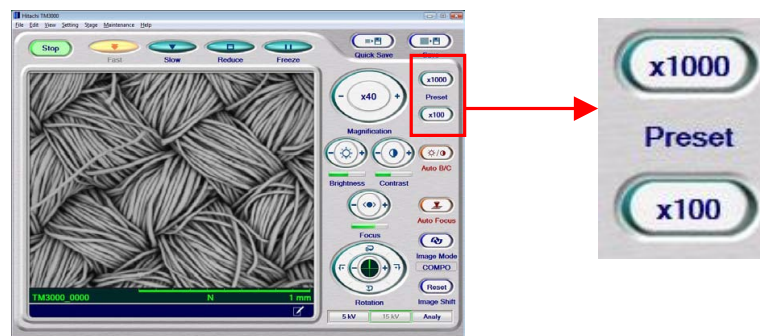 Hitachi TM3000
File Edit View Setting Stage Maintenance Help
Stop
Fast Slow Reduce Freeze
Quick Save
x1000
Preset
x100
- x40 +
Magnification
Brightness Contrast
Auto B/C
Focus
Auto Focus
Image Mode
COMPO
Reset
Rotation Image Shift
TM3000_0000 N 1 mm
5 kV 15 kV Analy
x1000
Preset
x100